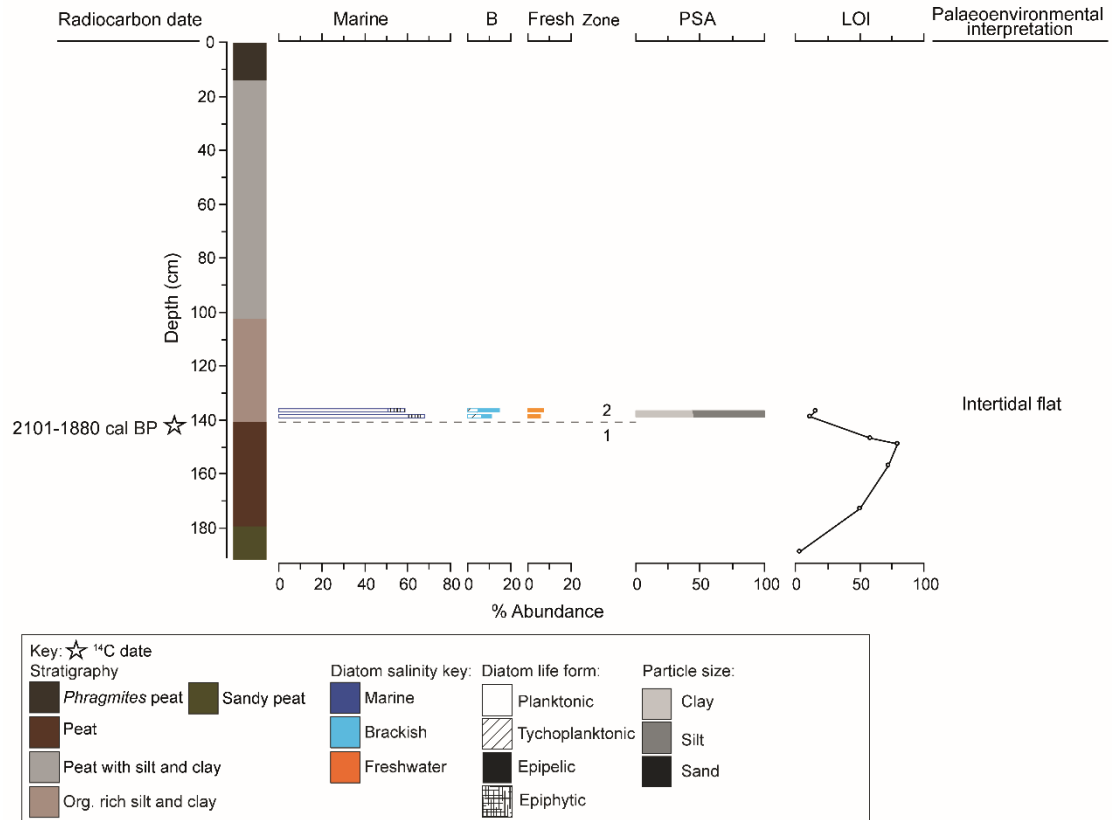 Radiocarbon date Marine B Fresh Zone PSA LOI Palaeoenvironmental
interpretation
0
20
40
60
80
100
120
140
160
180
Depth (cm)
2101-1880 cal BP
2
1
Intertidal flat
0 20 40 60 80 0 20 0 20 0 50 100 0 50 100
% Abundance
Key: ¹⁴C date
Stratigraphy
Phragmites peat
Sandy peat
Peat
Peat with silt and clay
Org. rich silt and clay
Diatom salinity key:
Marine
Brackish
Freshwater
Diatom life form:
Planktonic
Tychoplanktonic
Epipelic
Epiphytic
Particle size:
Clay
Silt
Sand